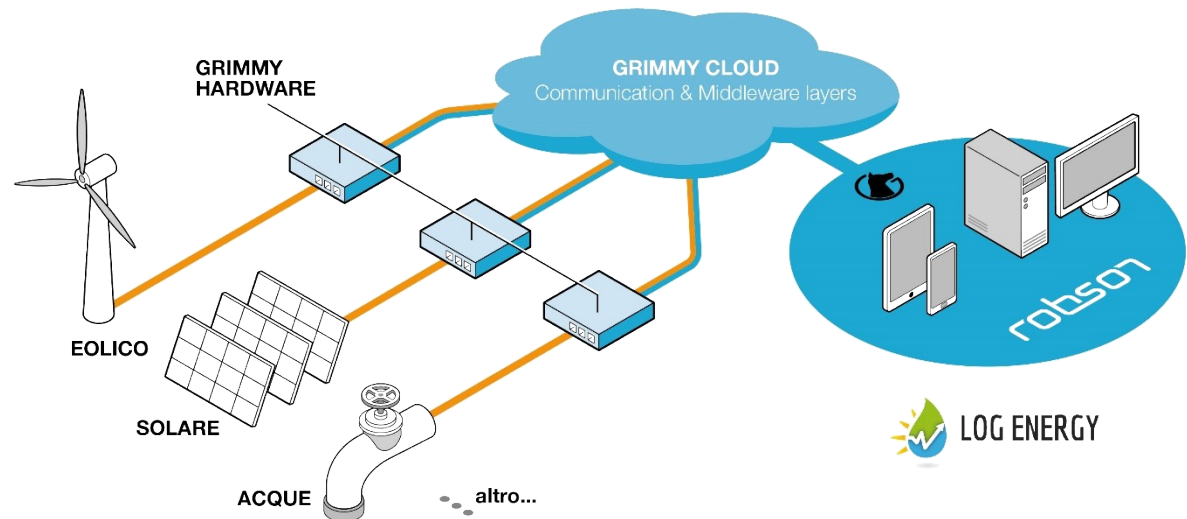 GRIMMY
HARDWARE
GRIMMY CLOUD
Communication & Middleware layers
EOLICO
SOLARE
ACQUE
altro...
robson
LOG ENERGY